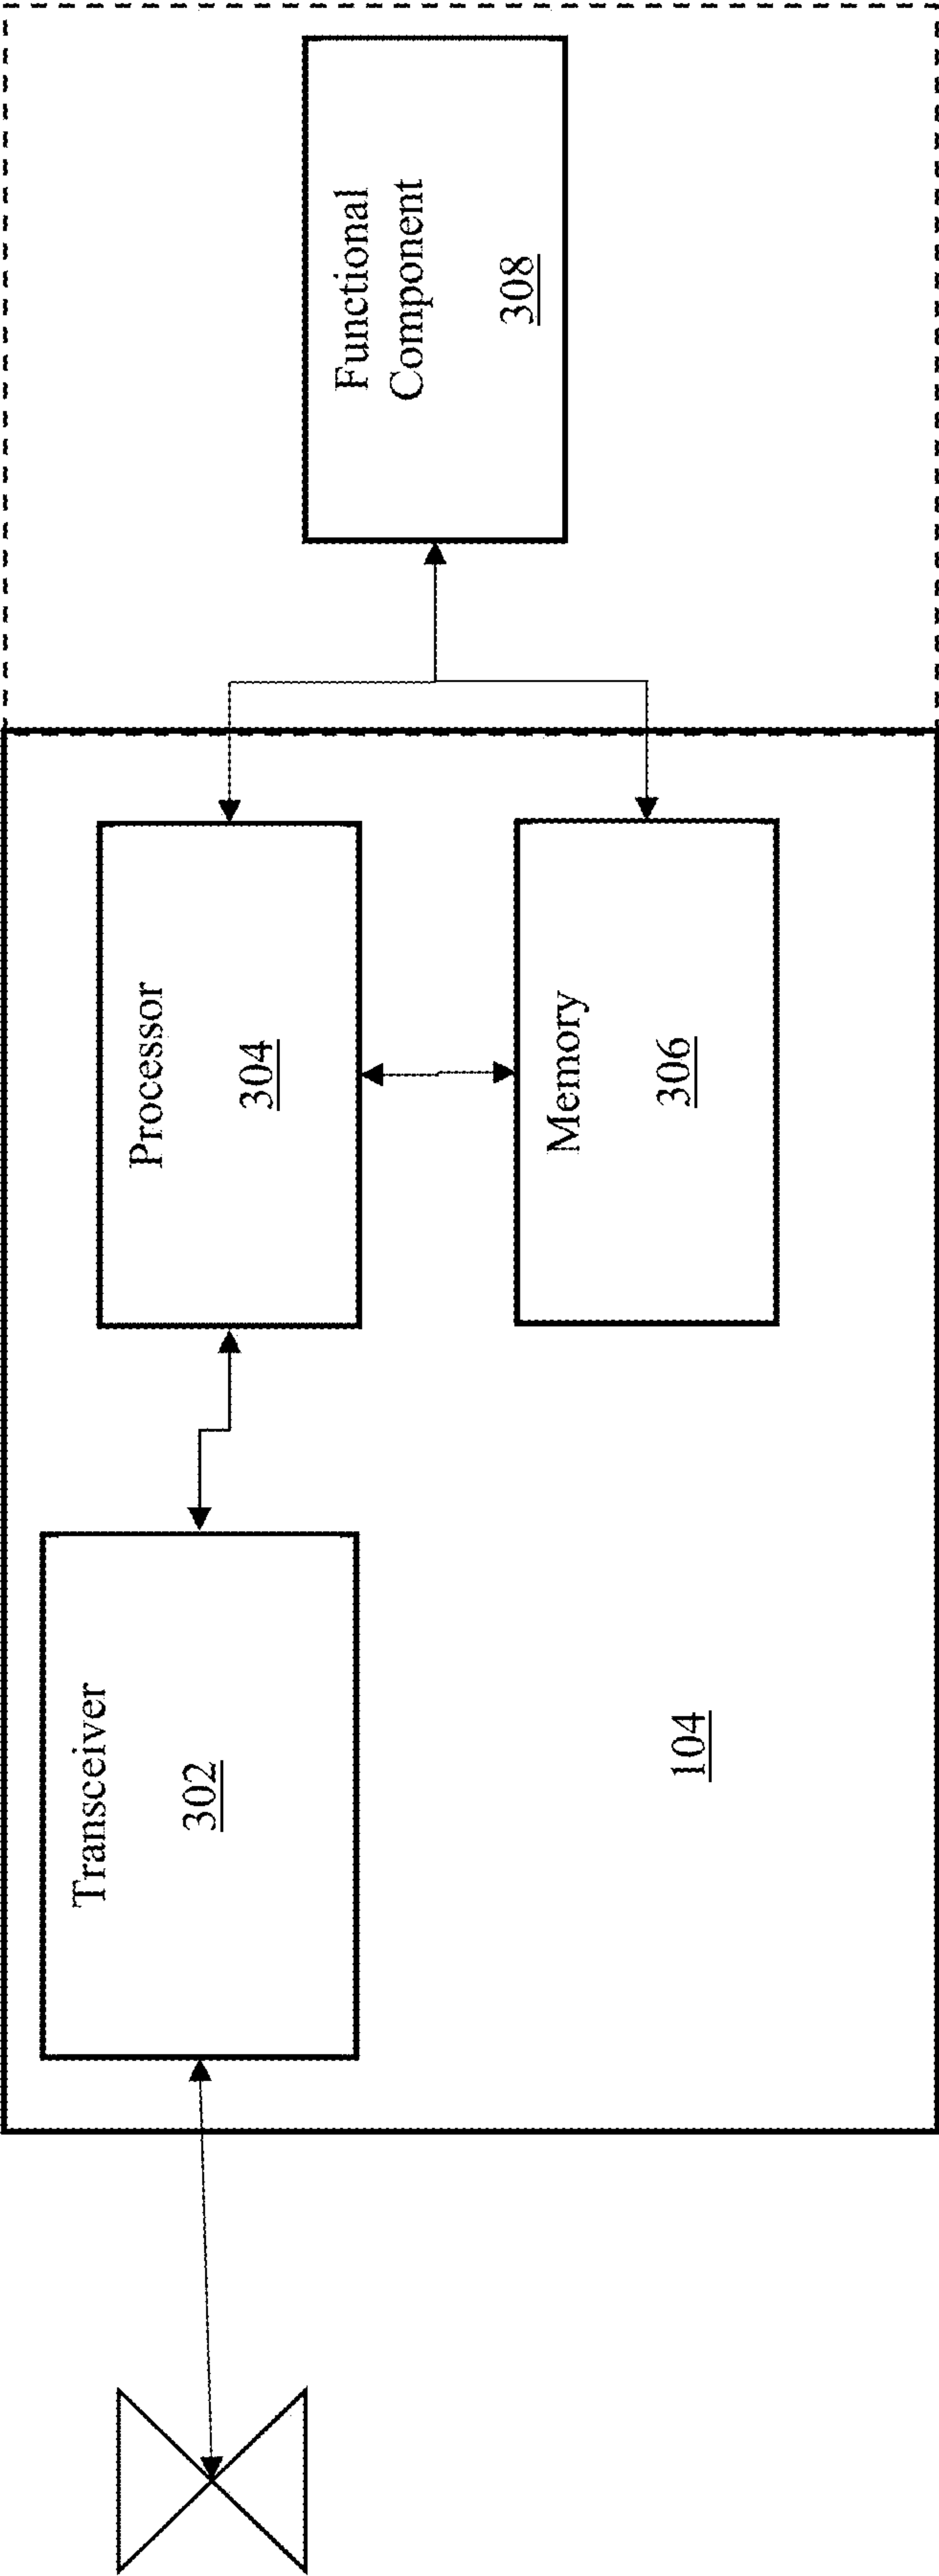 Transceiver
302
Processor
304
Memory
306
104
Functional
Component
308